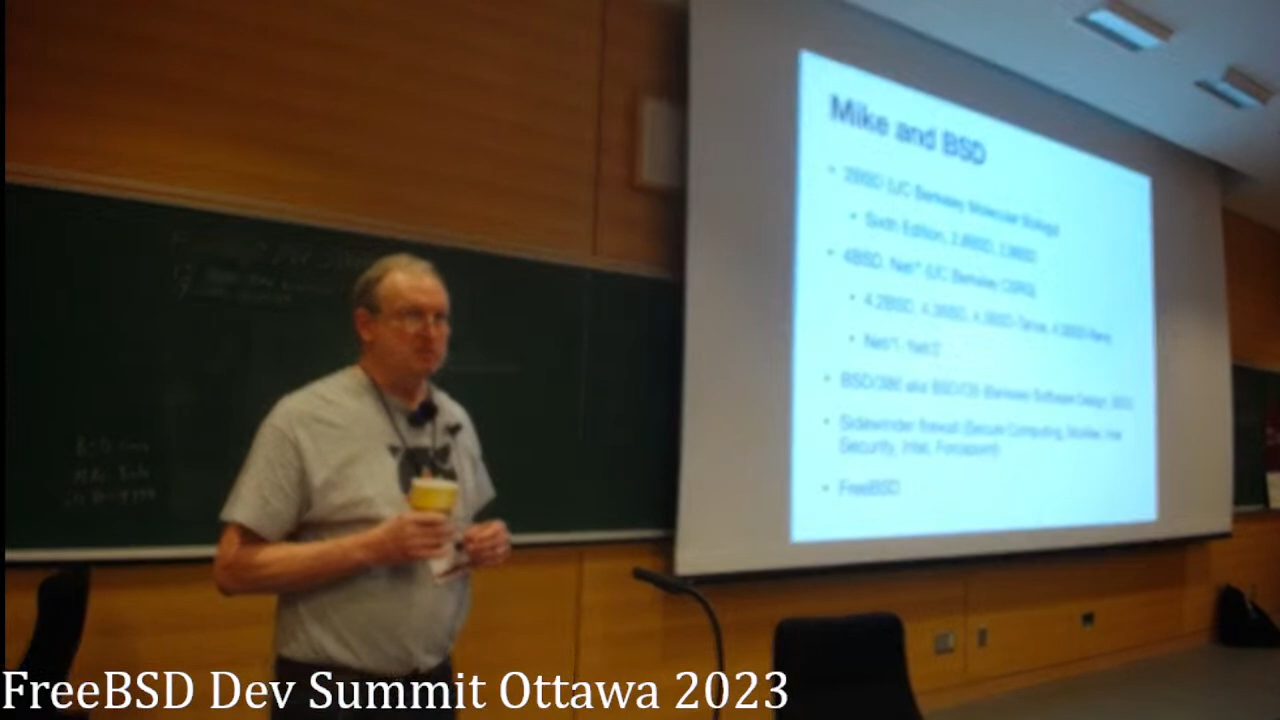 Mike and BSD
• 2BSD (UC Berkeley Molecular Biology)
• Sixth Edition, 2.8BSD, 2.9BSD
• 4BSD, Net* (UC Berkeley CSRG)
• 4.2BSD, 4.3BSD, 4.3BSD-Tahoe, 4.3BSD-Reno
• Net/1, Net/2
• BSD/386 aka BSD/OS (Berkeley Software Design, BSDi)
• Sidewinder firewall (Secure Computing, McAfee, Intel
Security, Intel, Forcepoint)
• FreeBSD
FreeBSD Dev Summit Ottawa 2023